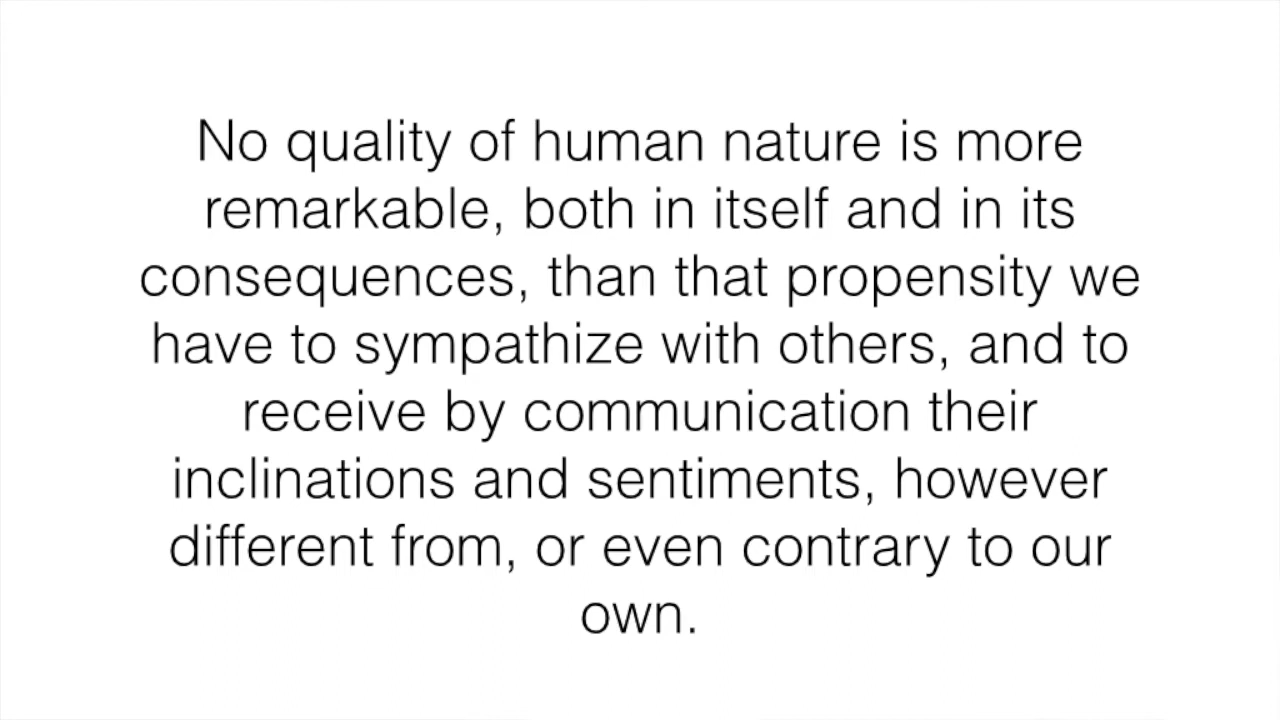 No quality of human nature is more
remarkable, both in itself and in its
consequences, than that propensity we
have to sympathize with others, and to
receive by communication their
inclinations and sentiments, however
different from, or even contrary to our
own.